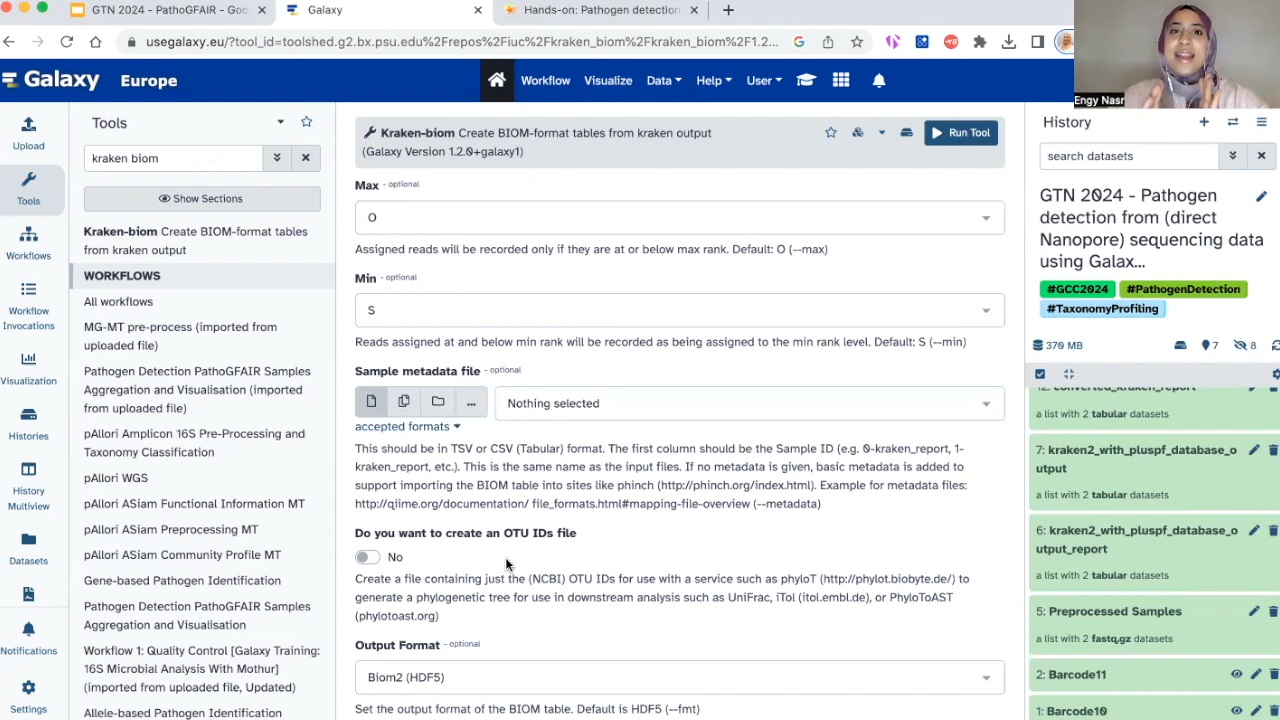 GTN 2024 - PathoGFAIR - Goo
Galaxy
Hands-on: Pathogen detection
usegalaxy.eu/?tool_id=toolshed.g2.bx.psu.edu%2Frepos%2Fiuc%2Fkraken_biom%2Fkraken_biom%2F1.2...
Galaxy Europe
Workflow Visualize Data Help User
Engy Nasr
Upload
Tools
Workflows
Workflow
Invocations
Visualization
Histories
History
Multiview
Datasets
Notifications
Settings
Tools
kraken biom
Show Sections
Kraken-biom Create BIOM-format tables
from kraken output
WORKFLOWS
All workflows
MG-MT pre-process (imported from
uploaded file)
Pathogen Detection PathoGFAIR Samples
Aggregation and Visualisation (imported
from uploaded file)
pAllori Amplicon 16S Pre-Processing and
Taxonomy Classification
pAllori WGS
pAllori ASiam Functional Information MT
pAllori ASiam Preprocessing MT
pAllori ASiam Community Profile MT
Gene-based Pathogen Identification
Pathogen Detection PathoGFAIR Samples
Aggregation and Visualisation
Workflow 1: Quality Control [Galaxy Training:
16S Microbial Analysis With Mothur]
(imported from uploaded file, Updated)
Allele-based Pathogen Identification
Kraken-biom Create BIOM-format tables from kraken output
(Galaxy Version 1.2.0+galaxy1)
Run Tool
Max - optional
O
Assigned reads will be recorded only if they are at or below max rank. Default: O (--max)
Min - optional
S
Reads assigned at and below min rank will be recorded as being assigned to the min rank level. Default: S (--min)
Sample metadata file - optional
Nothing selected
accepted formats
This should be in TSV or CSV (Tabular) format. The first column should be the Sample ID (e.g. 0-kraken_report, 1-
kraken_report, etc.). This is the same name as the input files. If no metadata is given, basic metadata is added to
support importing the BIOM table into sites like phinch (http://phinch.org/index.html). Example for metadata files:
http://qiime.org/documentation/ file_formats.html#mapping-file-overview (--metadata)
Do you want to create an OTU IDs file
No
Create a file containing just the (NCBI) OTU IDs for use with a service such as phyloT (http://phylot.biobyte.de/) to
generate a phylogenetic tree for use in downstream analysis such as UniFrac, iTol (itol.embl.de), or PhyloToAST
(phylotoast.org)
Output Format - optional
Biom2 (HDF5)
Set the output format of the BIOM table. Default is HDF5 (--fmt)
History
search datasets
GTN 2024 - Pathogen
detection from (direct
Nanopore) sequencing data
using Galax...
#GCC2024 #PathogenDetection
#TaxonomyProfiling
370 MB 7 8
12: converted_kraken_report
a list with 2 tabular datasets
7: kraken2_with_pluspf_database_o
utput
a list with 2 tabular datasets
6: kraken2_with_pluspf_database_o
utput_report
a list with 2 tabular datasets
5: Preprocessed Samples
a list with 2 fastq.gz datasets
2: Barcode11
1: Barcode10